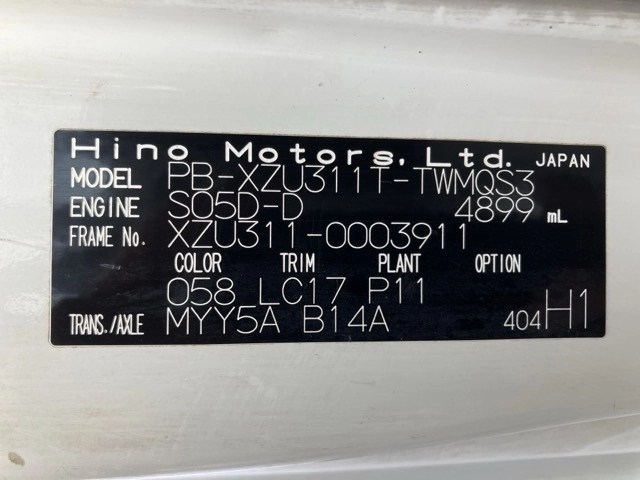 Hino Motors, Ltd. JAPAN
MODEL PB-XZU311T-TWMQS3
ENGINE S05D-D 4899 mL
FRAME No. XZU311-0003911
COLOR TRIM PLANT OPTION
058 LC17 P11
TRANS./AXLE MYY5A B14A 404H1